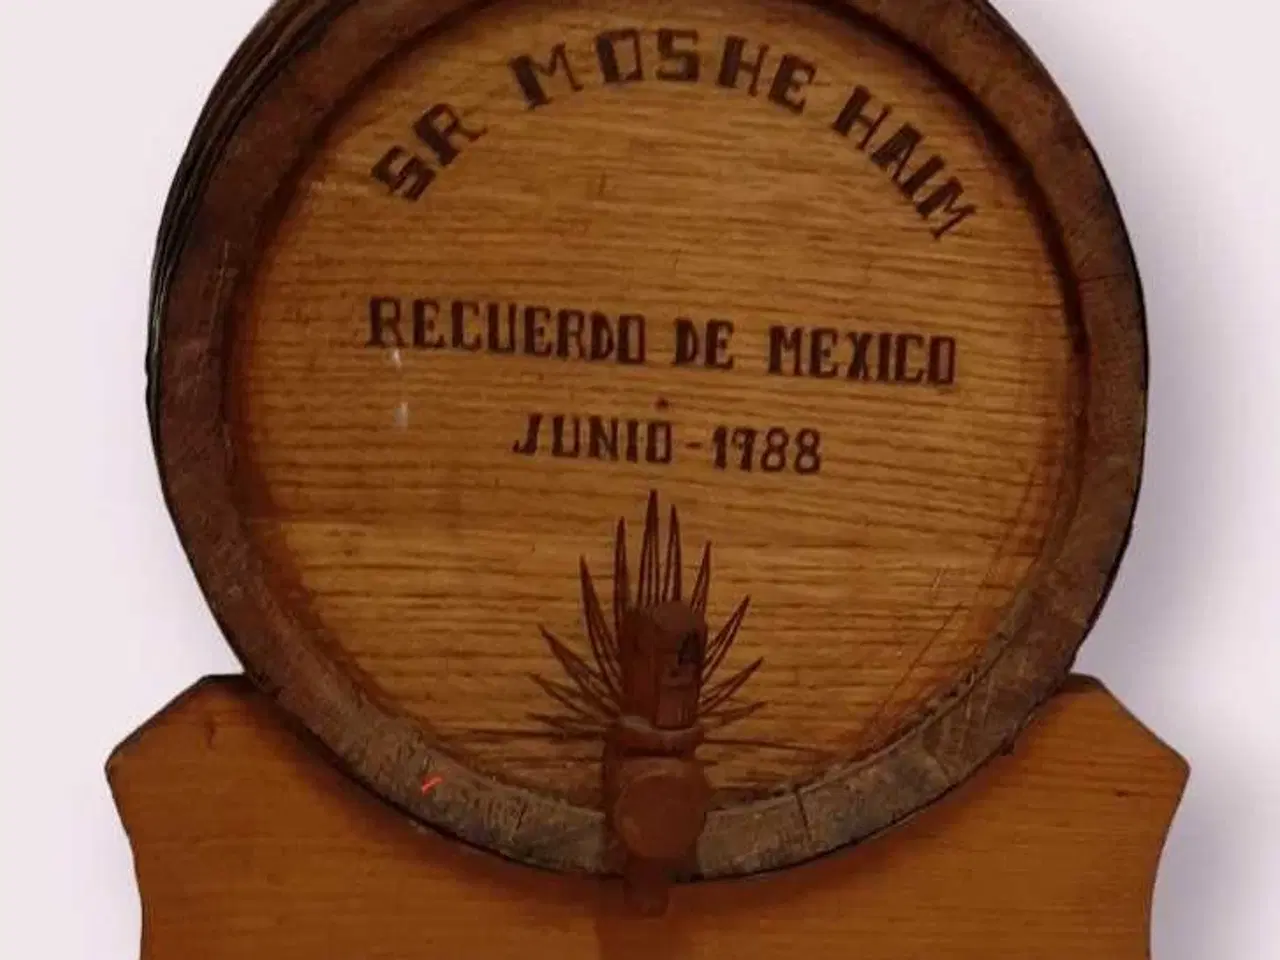 SR MOSHE HAIM
RECUERDO DE MEXICO
JUNIO-1988